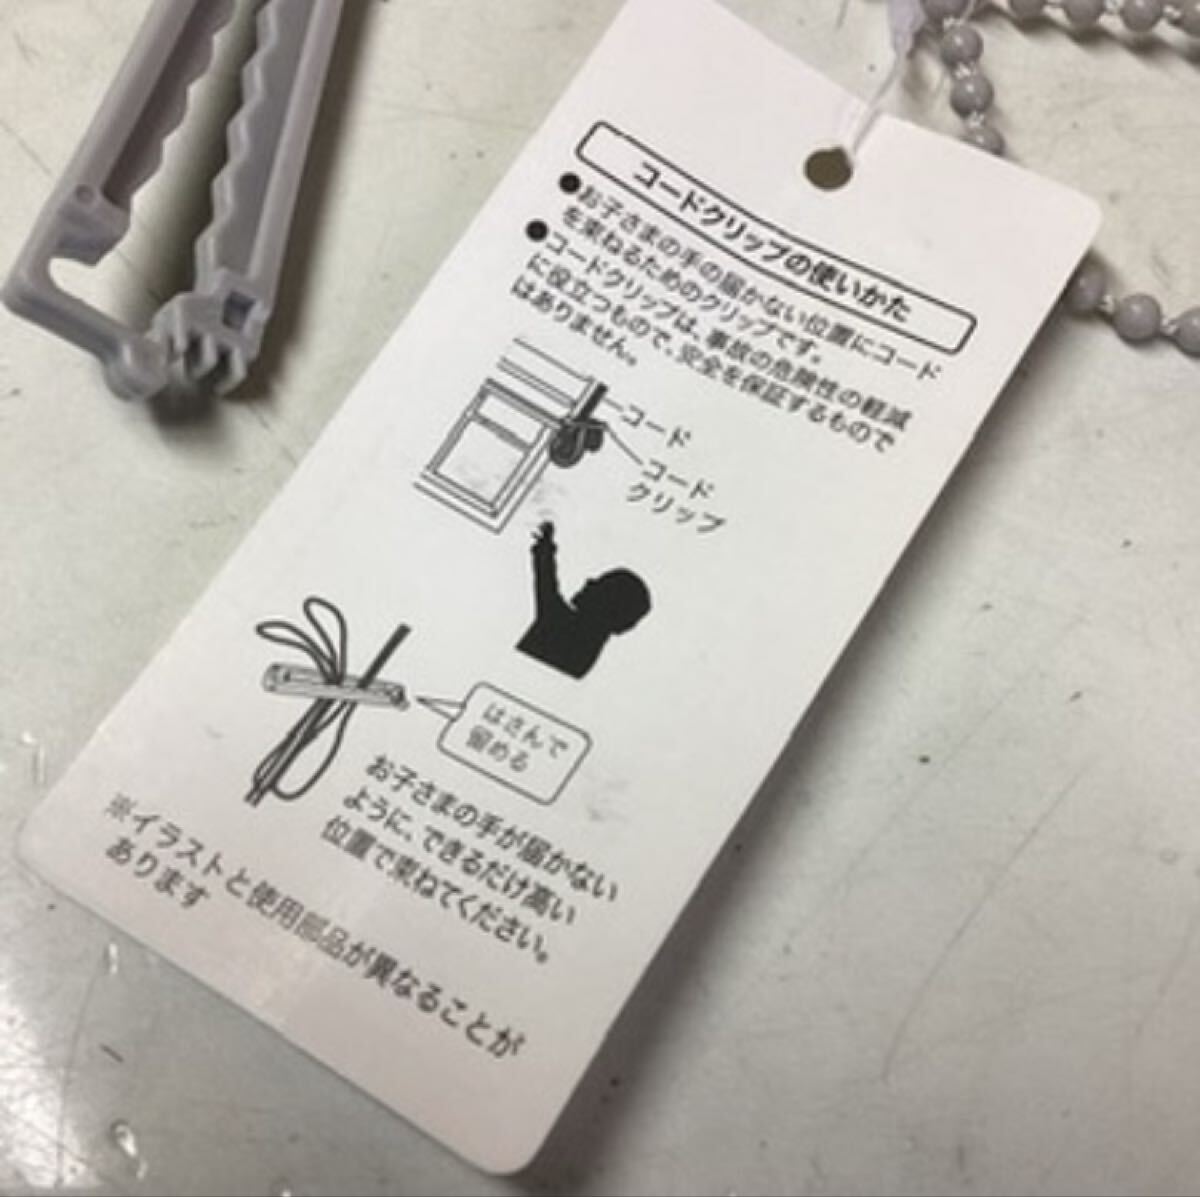 コードクリップの使いかた
●お子さまの手の届かない位置にコード
を束ねるためのクリップです。
●コードクリップは、事故の危険性の軽減
に役立つもので、安全を保証するもので
はありません。
コード
コード
クリップ
はさんで
留める
お子さまの手が届かない
ように、できるだけ高い
位置で束ねてください。
※イラストと使用部品が異なることが
あります